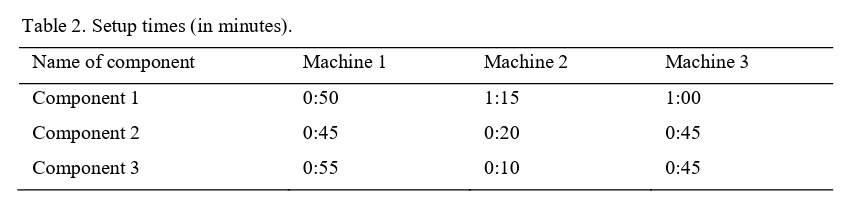 Table 2. Setup times (in minutes).
Name of component Machine 1 Machine 2 Machine 3
Component 1 0:50 1:15 1:00
Component 2 0:45 0:20 0:45
Component 3 0:55 0:10 0:45